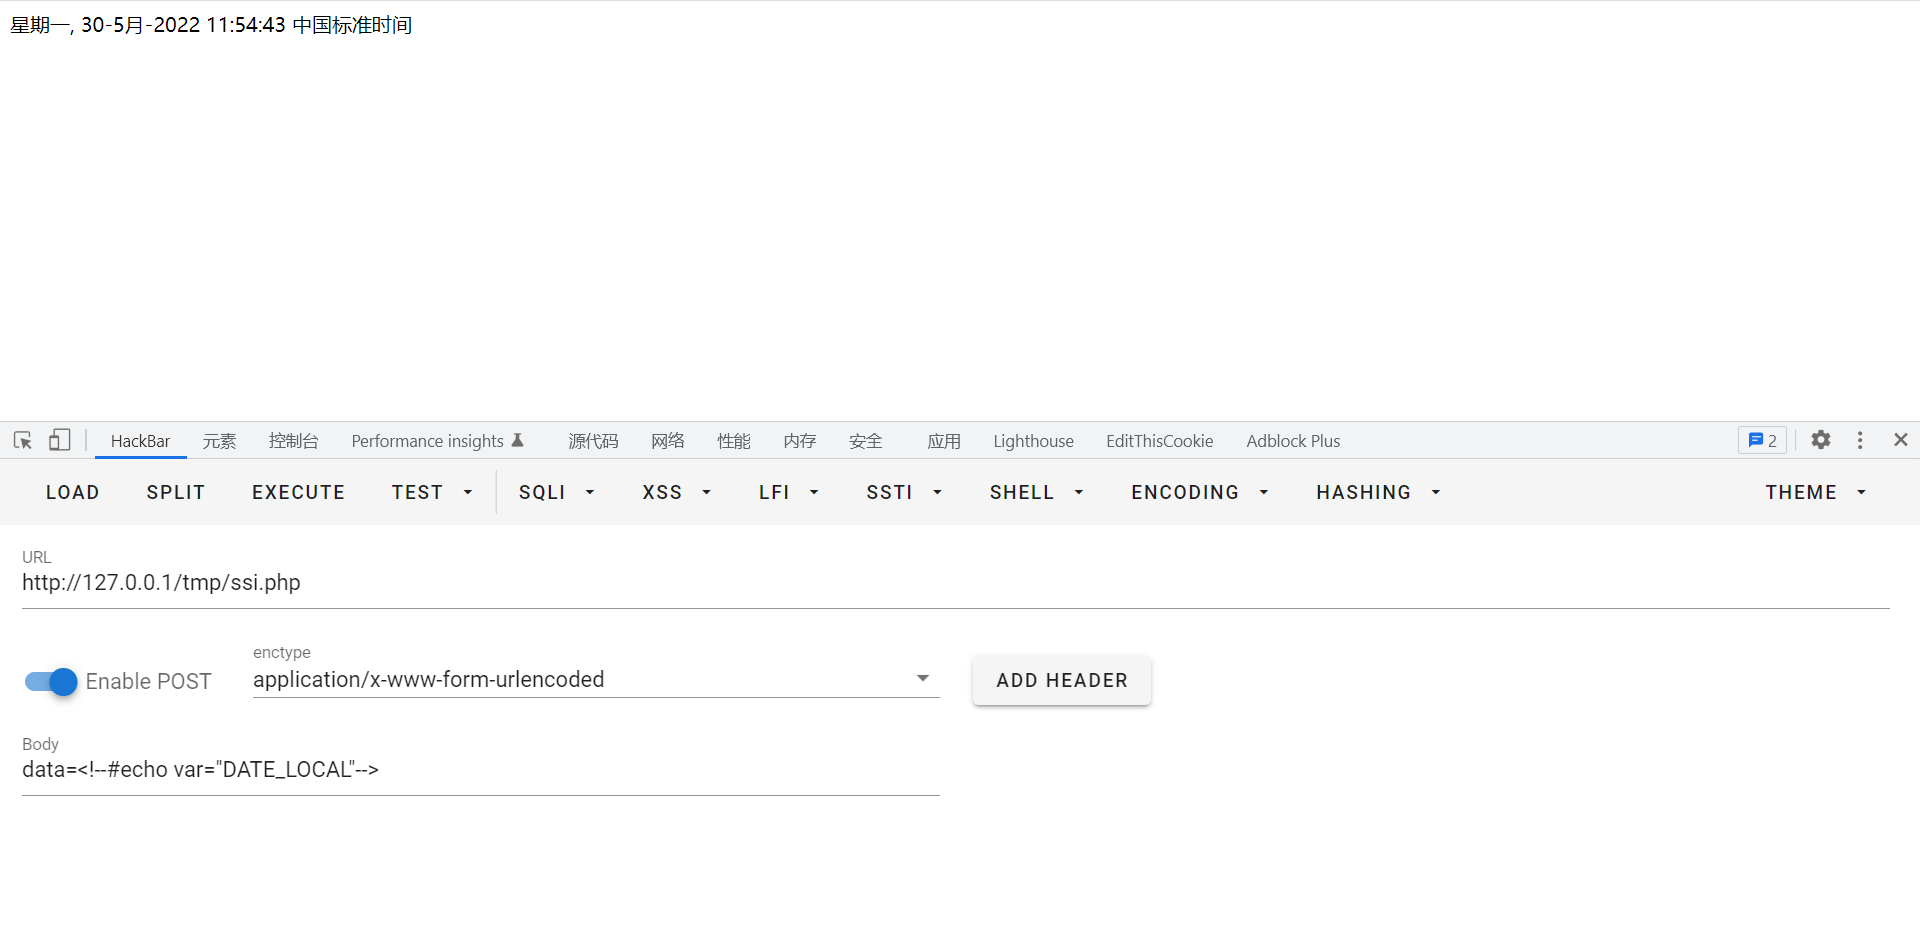 星期一, 30-5月-2022 11:54:43 中国标准时间
HackBar 元素 控制台 Performance insights 源代码 网络 性能 内存 安全 应用 Lighthouse EditThisCookie Adblock Plus 2
LOAD SPLIT EXECUTE TEST SQLI XSS LFI SSTI SHELL ENCODING HASHING THEME
URL
http://127.0.0.1/tmp/ssi.php
enctype
Enable POST application/x-www-form-urlencoded ADD HEADER
Body
data=<!--#echo var="DATE_LOCAL"-->